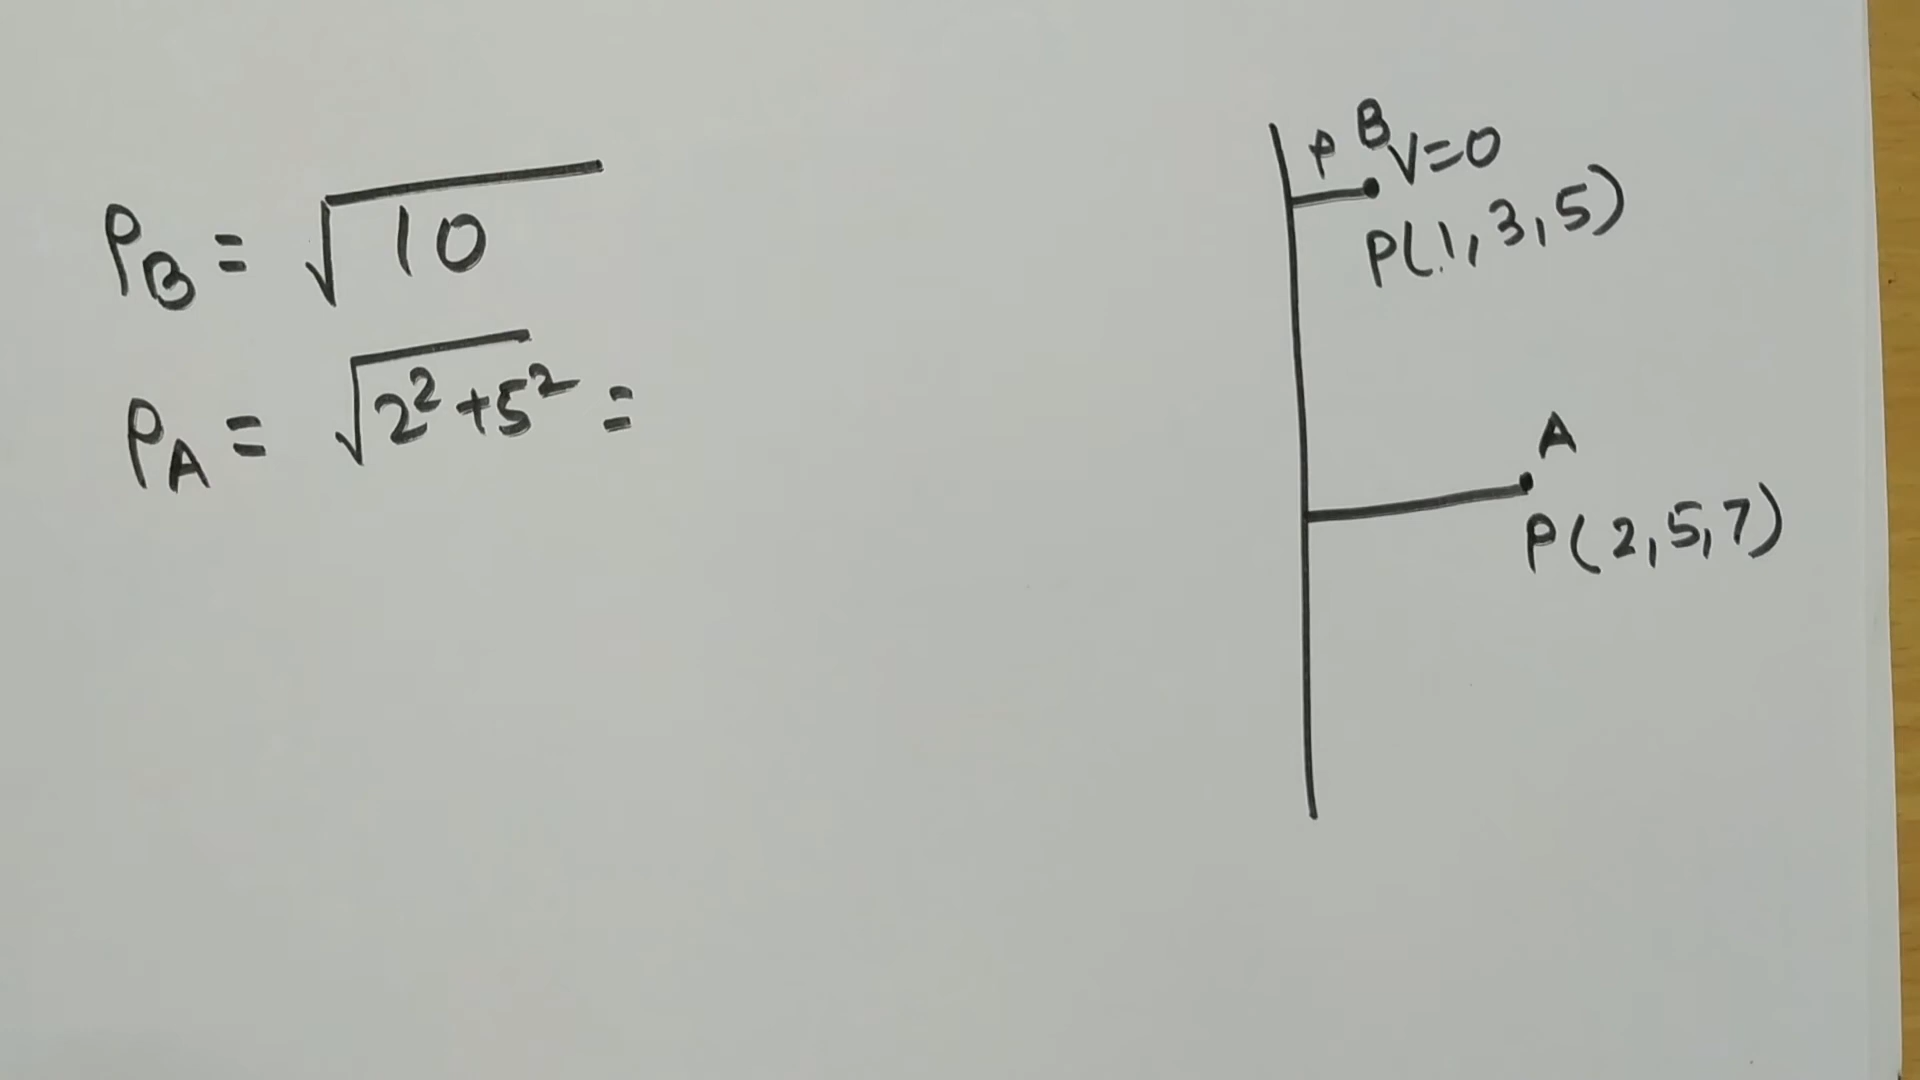 ρB = √10
ρA = √2²+5² =
ρ B V=0
P(1,3,5)
A
P(2,5,7)